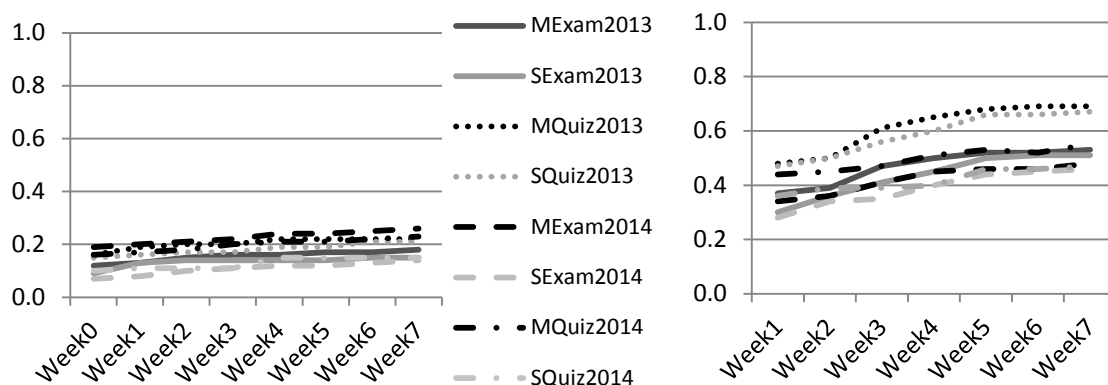 1.0
0.8
0.6
0.4
0.2
0.0
Week0
Week1
Week2
Week3
Week4
Week5
Week6
Week7
MExam2013
SExam2013
MQuiz2013
SQuiz2013
MExam2014
SExam2014
MQuiz2014
SQuiz2014
1.0
0.8
0.6
0.4
0.2
0.0
Week1
Week2
Week3
Week4
Week5
Week6
Week7